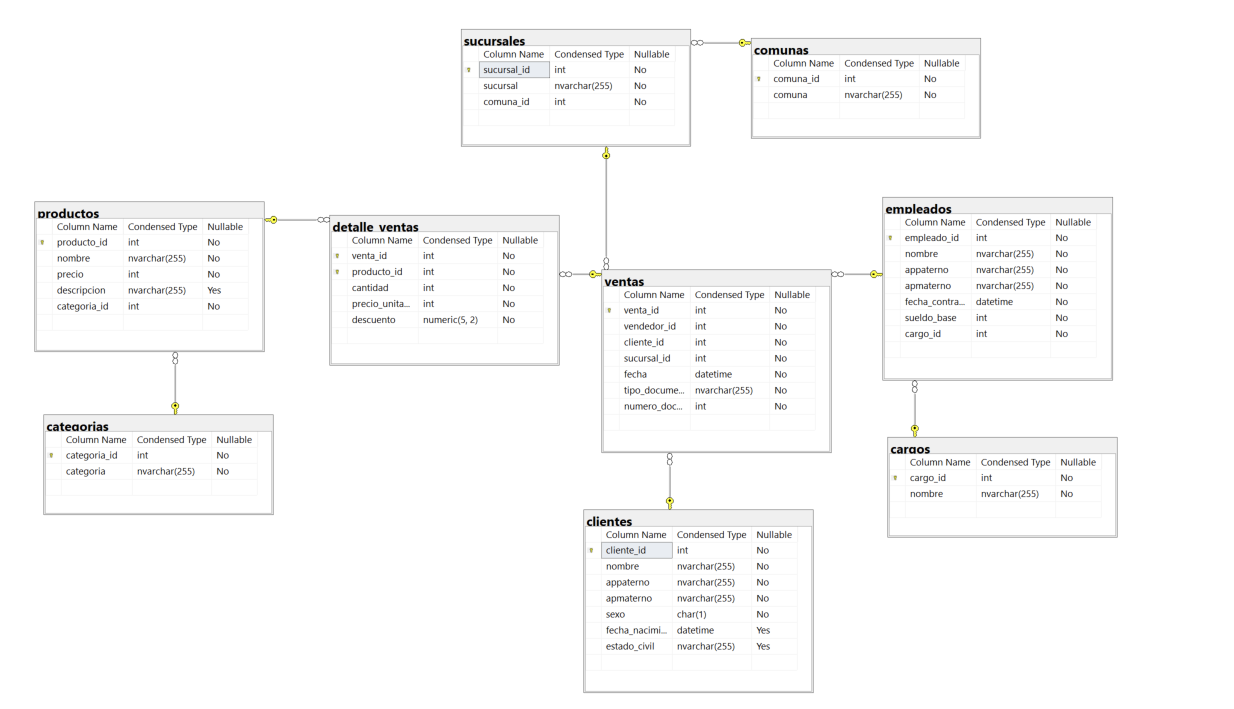 sucursales
Column Name Condensed Type Nullable
sucursal_id int No
sucursal nvarchar(255) No
comuna_id int No
comunas
Column Name Condensed Type Nullable
comuna_id int No
comuna nvarchar(255) No
productos
Column Name Condensed Type Nullable
producto_id int No
nombre nvarchar(255) No
precio int No
descripcion nvarchar(255) Yes
categoria_id int No
detalle_ventas
Column Name Condensed Type Nullable
venta_id int No
producto_id int No
cantidad int No
precio_unita... int No
descuento numeric(5, 2) No
ventas
Column Name Condensed Type Nullable
venta_id int No
vendedor_id int No
cliente_id int No
sucursal_id int No
fecha datetime No
tipo_docume... nvarchar(255) No
numero_doc... int No
empleados
Column Name Condensed Type Nullable
empleado_id int No
nombre nvarchar(255) No
appaterno nvarchar(255) No
apmaterno nvarchar(255) No
fecha_contra... datetime No
sueldo_base int No
cargo_id int No
categorias
Column Name Condensed Type Nullable
categoria_id int No
categoria nvarchar(255) No
cargos
Column Name Condensed Type Nullable
cargo_id int No
nombre nvarchar(255) No
clientes
Column Name Condensed Type Nullable
cliente_id int No
nombre nvarchar(255) No
appaterno nvarchar(255) No
apmaterno nvarchar(255) No
sexo char(1) No
fecha_nacimi... datetime Yes
estado_civil nvarchar(255) Yes